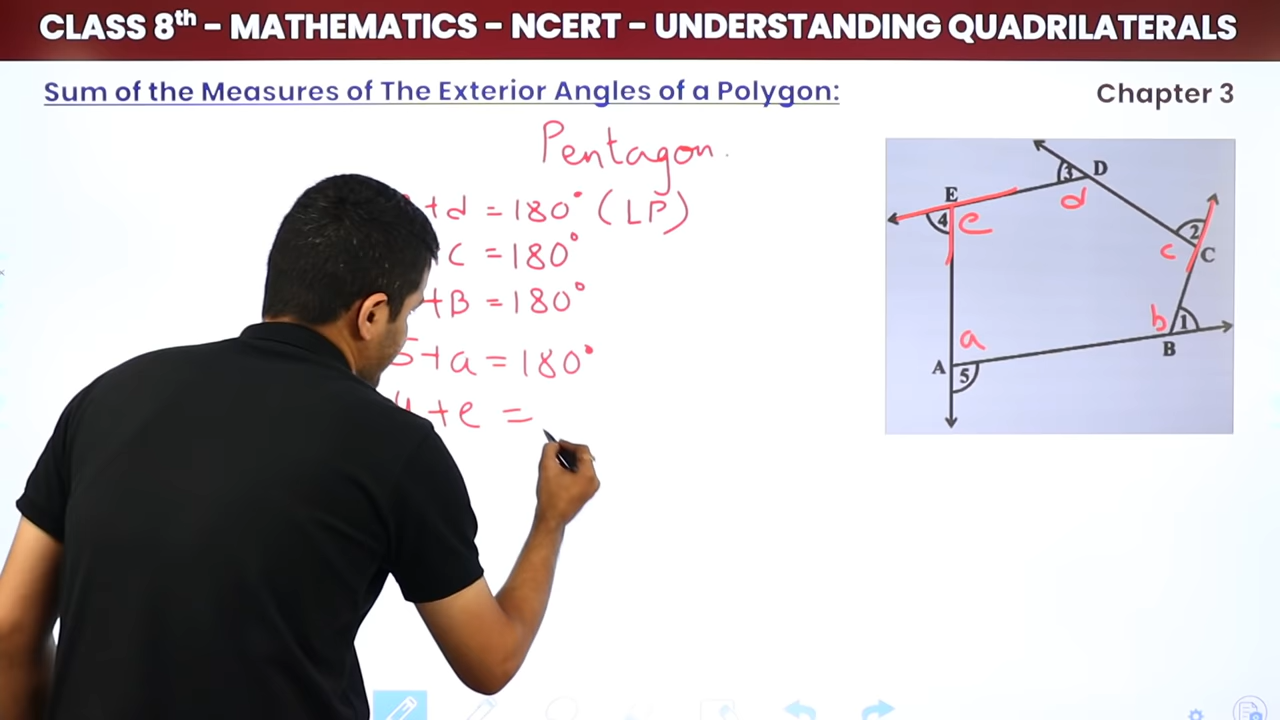 CLASS 8th - MATHEMATICS - NCERT - UNDERSTANDING QUADRILATERALS
Sum of the Measures of The Exterior Angles of a Polygon:
Chapter 3
Pentagon.
+ d = 180° (LP)
c = 180°
+ B = 180°
5 + a = 180°
4 + e =
D
3
d
E
4
e
2
c
C
b
1
B
a
A
5